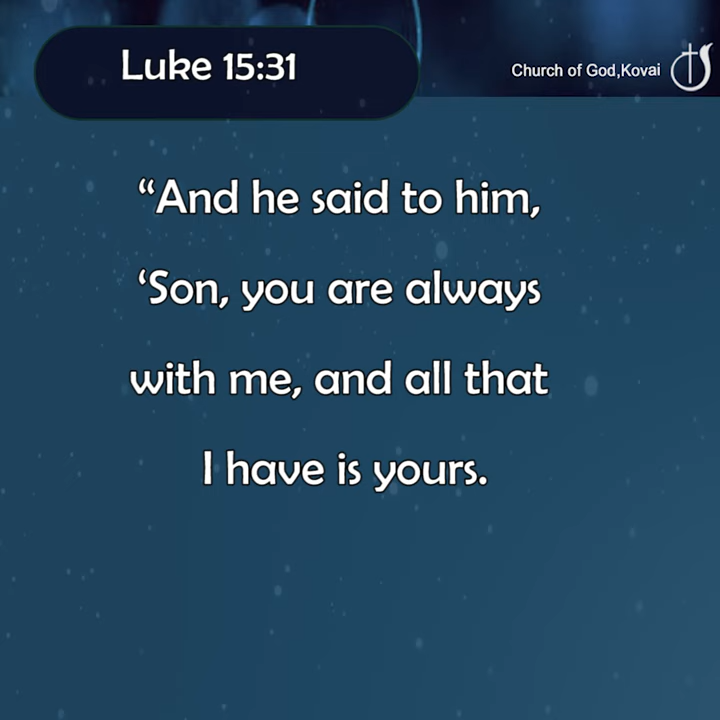 Luke 15:31
Church of God,Kovai
“And he said to him,
‘Son, you are always
with me, and all that
I have is yours.